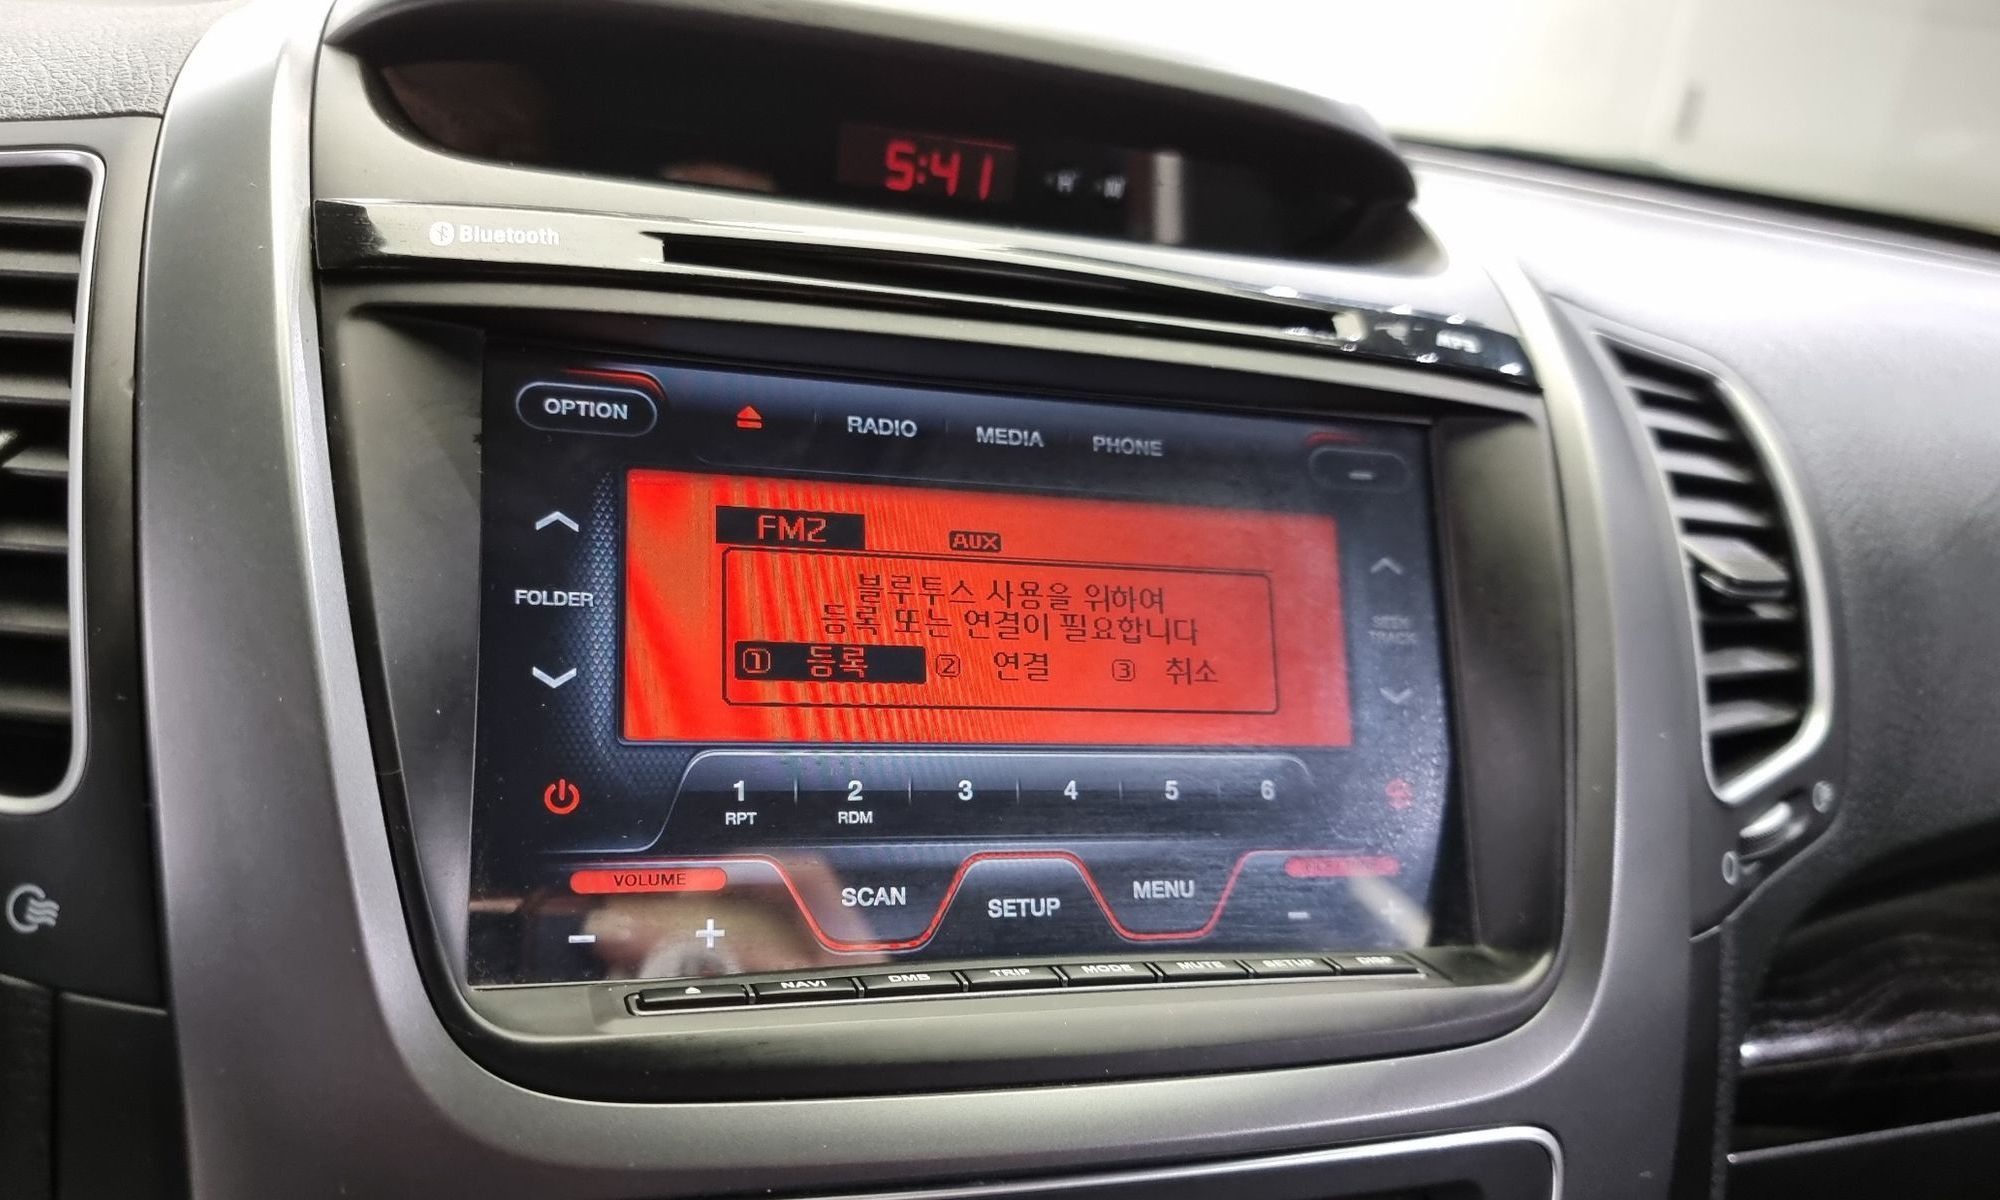 5:41
Bluetooth
MP3
OPTION
RADIO
MEDIA
PHONE
FM2
AUX
블루투스 사용을 위하여
등록 또는 연결이 필요합니다
① 등록 ② 연결 ③ 취소
FOLDER
SEEK
TRACK
1 2 3 4 5 6
RPT RDM
VOLUME
- +
SCAN
SETUP
MENU
- +
NAVI DMB TRIP MODE MUTE SETUP DISP